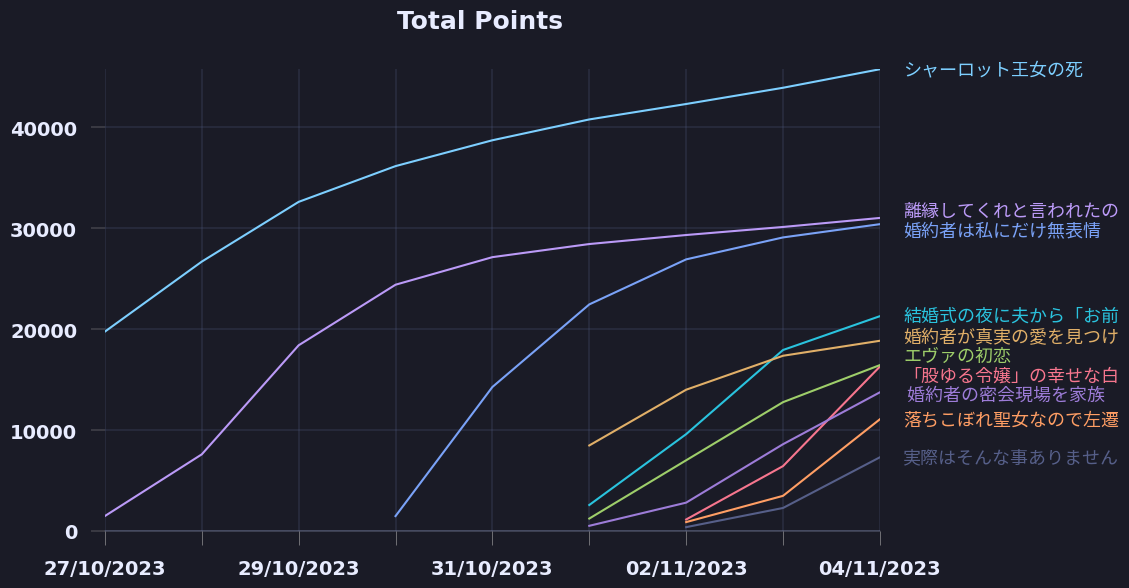 Total Points
シャーロット王女の死
40000
離縁してくれと言われたの
30000
婚約者は私にだけ無表情
結婚式の夜に夫から「お前
20000
婚約者が真実の愛を見つけ
エヴァの初恋
「股ゆる令嬢」の幸せな白
婚約者の密会現場を家族
落ちこぼれ聖女なので左遷
10000
実際はそんな事ありません
0
27/10/2023 29/10/2023 31/10/2023 02/11/2023 04/11/2023